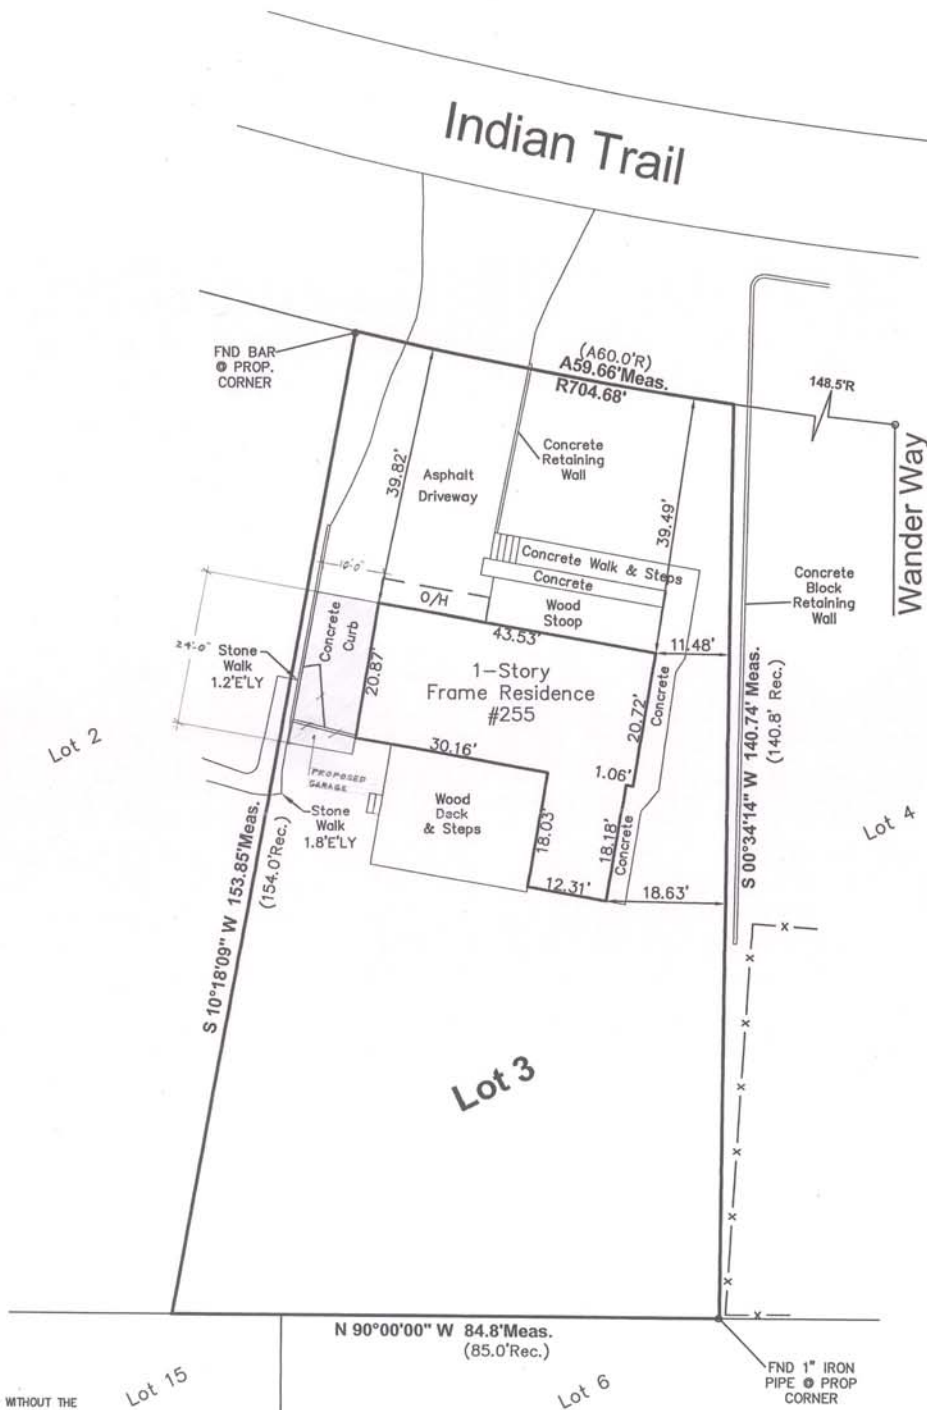 Indian Trail
FND BAR
@ PROP.
CORNER
(A60.0'R)
A59.66'Meas.
R704.68'
148.5'R
Wander Way
39.82'
Asphalt
Driveway
Concrete
Retaining
Wall
39.49'
Concrete Walk & Steps
Concrete
Wood
Stoop
O/H
10'-0"
Concrete
Block
Retaining
Wall
24'-0"
Stone
Walk
1.2'E'LY
Concrete
Curb
20.87'
43.53'
11.48'
1-Story
Frame Residence
#255
20.72'
Concrete
S 00°34'14" W 140.74' Meas.
(140.8' Rec.)
Lot 2
30.16'
1.06'
PROPOSED
GARAGE
Wood
Deck
& Steps
Stone
Walk
1.8'E'LY
18.03'
18.18'
Concrete
Lot 4
12.31'
18.63'
S 10°18'09" W 153.85'Meas.
(154.0'Rec.)
Lot 3
N 90°00'00" W 84.8'Meas.
(85.0'Rec.)
FND 1" IRON
PIPE @ PROP
CORNER
Lot 15
Lot 6
WITHOUT THE
x
x
x
x
x
x
x
x